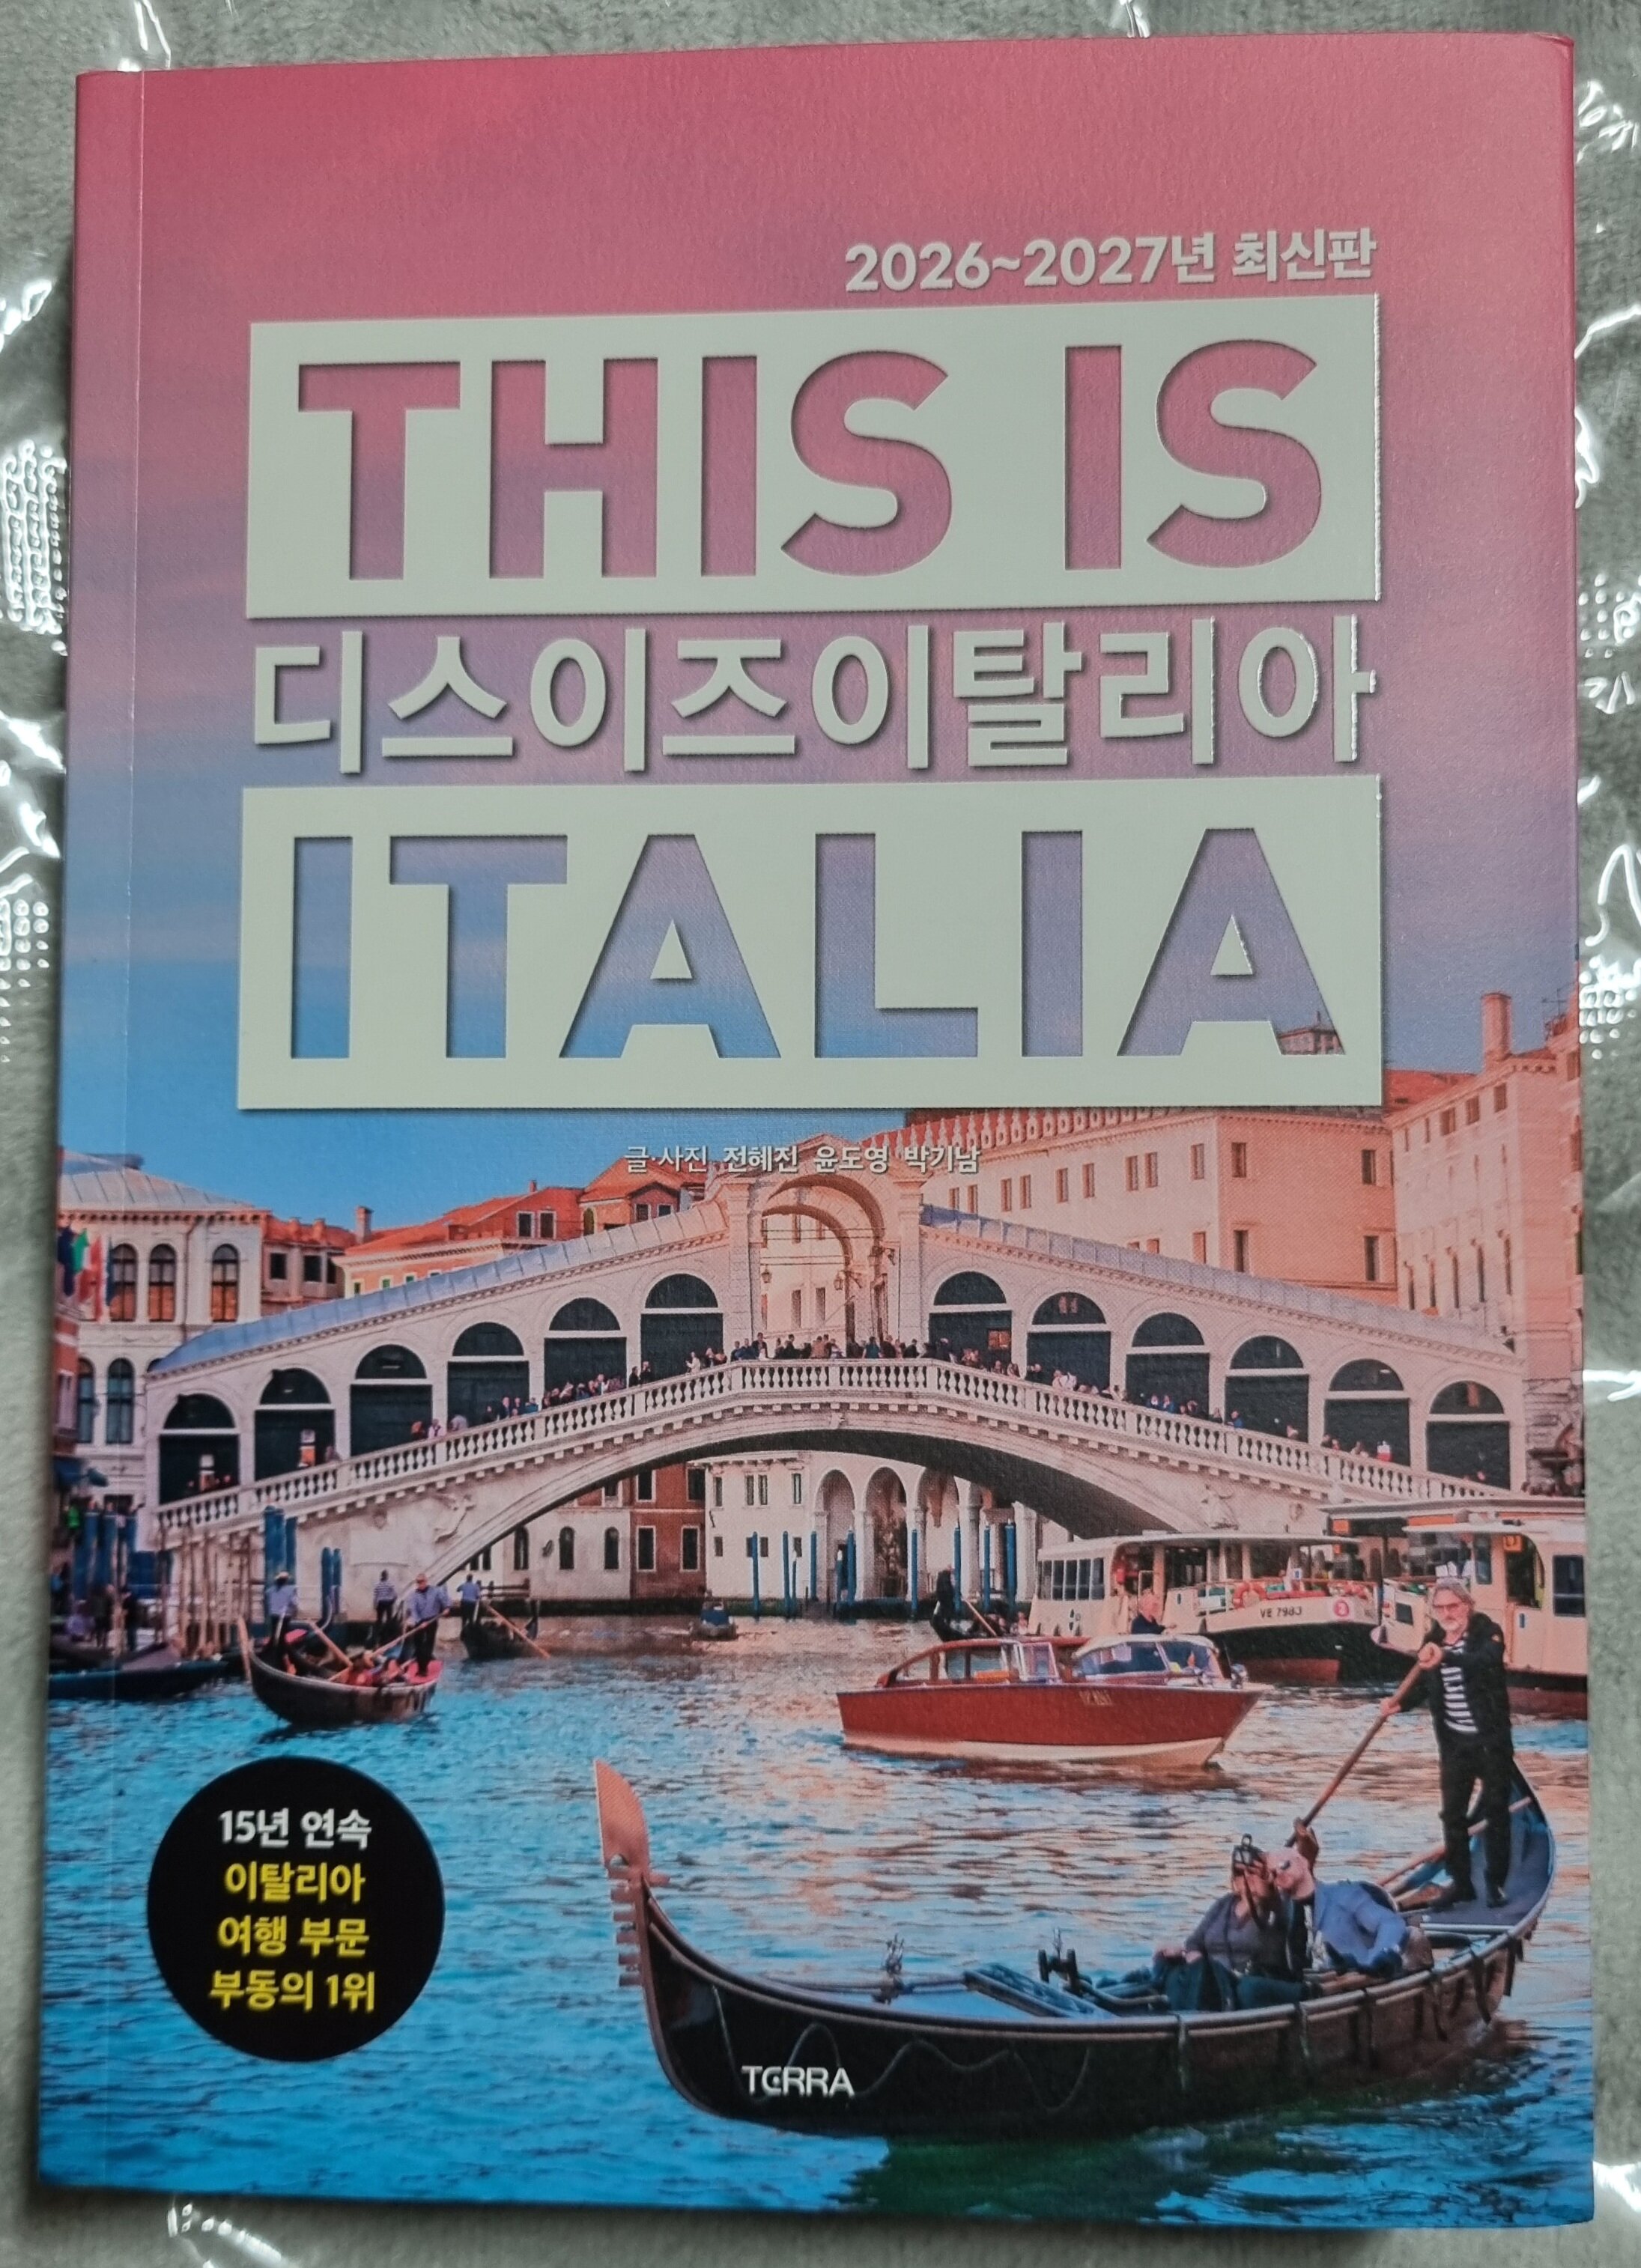 2026~2027년 최신판
THIS IS
디스이즈이탈리아
ITALIA
글·사진 전혜진 윤도영 박기남
VE 7983
15년 연속
이탈리아
여행 부문
부동의 1위
TERRA